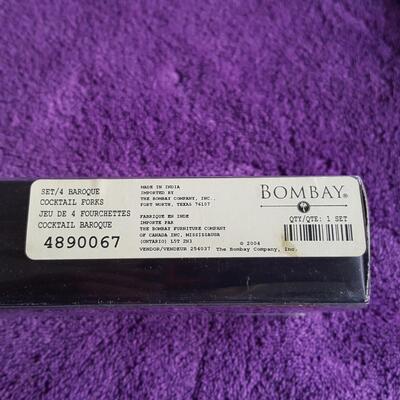 SET/4 BAROQUE
COCKTAIL FORKS
JEU DE 4 FOURCHETTES
COCKTAIL BAROQUE
4890067
MADE IN INDIA
IMPORTED BY
THE BOMBAY COMPANY, INC.,
FORT WORTH, TEXAS 76107
FABRIQUE EN INDE
IMPORTE PAR
THE BOMBAY FURNITURE COMPANY
OF CANADA INC, MISSISSAUGA
(ONTARIO) L5T 2N3
VENDOR/VENDEUR 254037
BOMBAY®
QTY/QTE: 1 SET
© 2004
The Bombay Company, Inc.